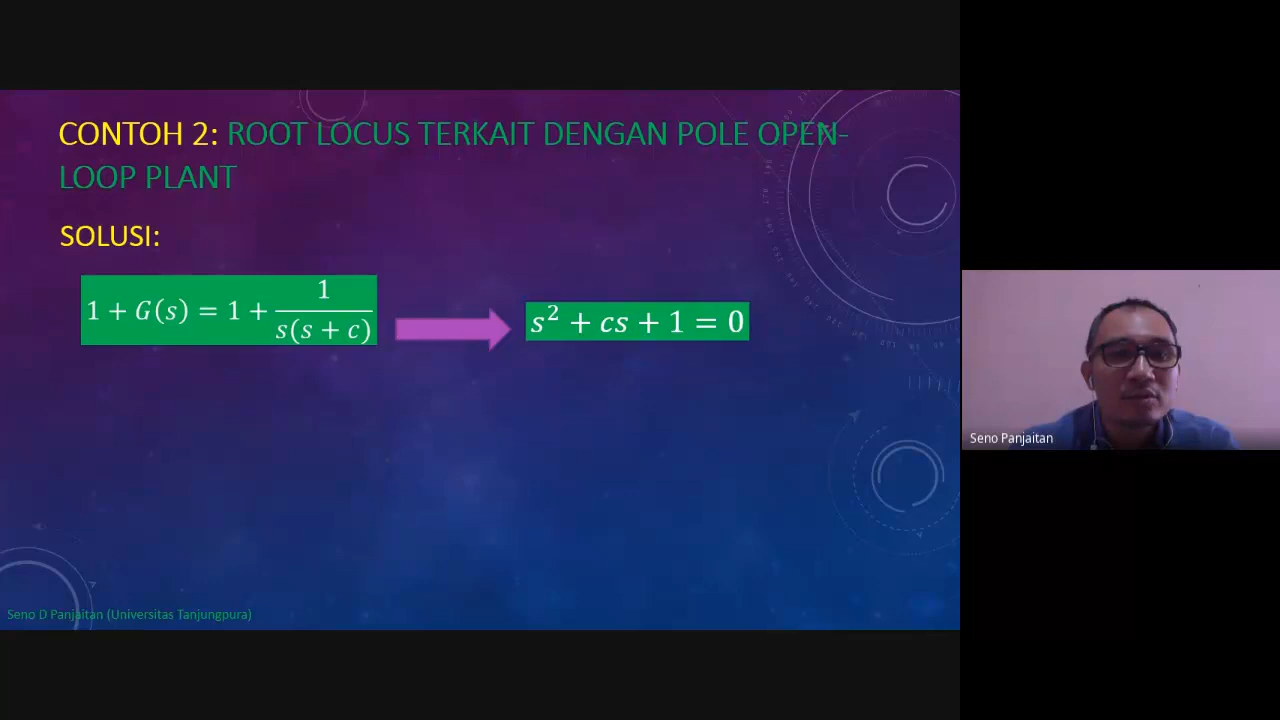 CONTOH 2: ROOT LOCUS TERKAIT DENGAN POLE OPEN-
LOOP PLANT
SOLUSI:
1 + G(s) = 1 + 1/s(s + c)
s² + cs + 1 = 0
Seno Panjaitan
Seno D Panjaitan (Universitas Tanjungpura)